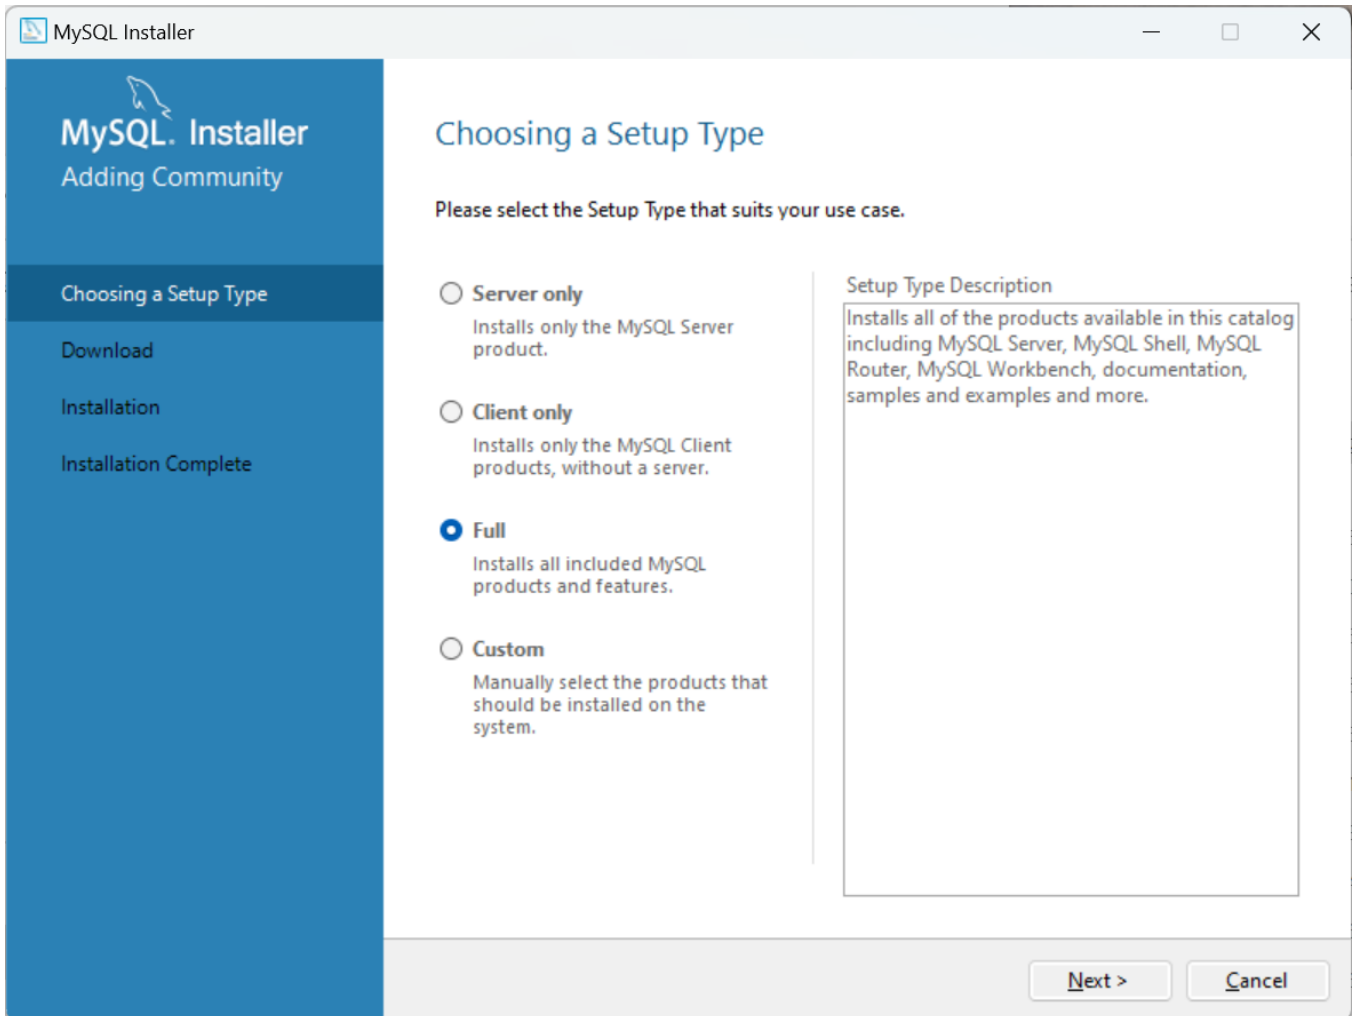 MySQL Installer
MySQL. Installer
Adding Community
Choosing a Setup Type
Download
Installation
Installation Complete
Choosing a Setup Type
Please select the Setup Type that suits your use case.
Server only
Installs only the MySQL Server
product.
Client only
Installs only the MySQL Client
products, without a server.
Full
Installs all included MySQL
products and features.
Custom
Manually select the products that
should be installed on the
system.
Setup Type Description
Installs all of the products available in this catalog
including MySQL Server, MySQL Shell, MySQL
Router, MySQL Workbench, documentation,
samples and examples and more.
Next >
Cancel